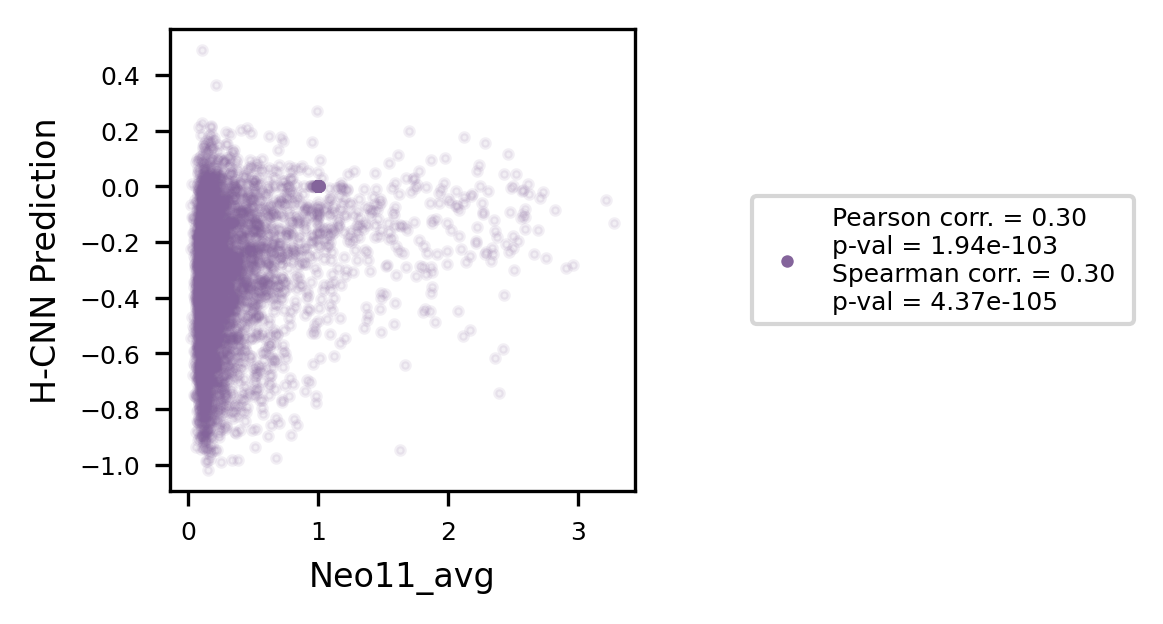 0.4
0.2
0.0
−0.2
−0.4
−0.6
−0.8
−1.0
H-CNN Prediction
0
1
2
3
Neo11_avg
Pearson corr. = 0.30
p-val = 1.94e-103
Spearman corr. = 0.30
p-val = 4.37e-105